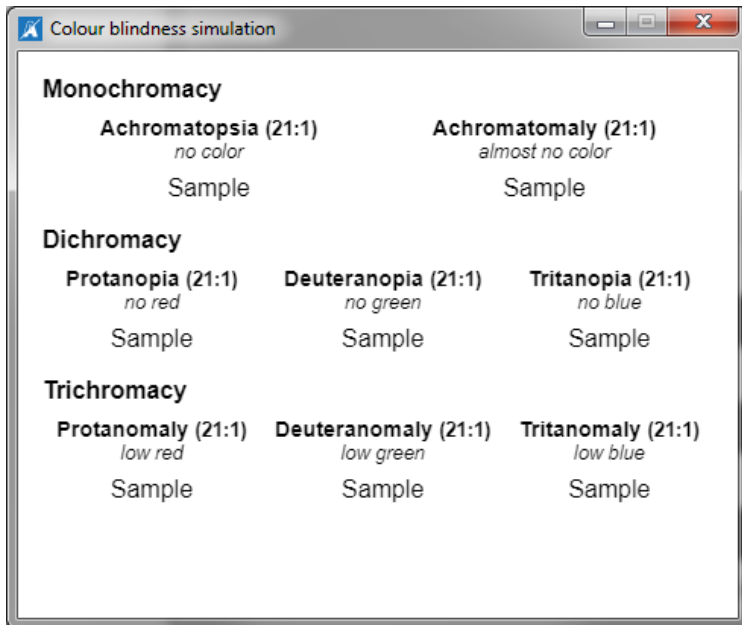 Colour blindness simulation
Monochromacy
Achromatopsia (21:1) Achromatomaly (21:1)
no color almost no color
Sample Sample
Dichromacy
Protanopia (21:1) Deuteranopia (21:1) Tritanopia (21:1)
no red no green no blue
Sample Sample Sample
Trichromacy
Protanomaly (21:1) Deuteranomaly (21:1) Tritanomaly (21:1)
low red low green low blue
Sample Sample Sample